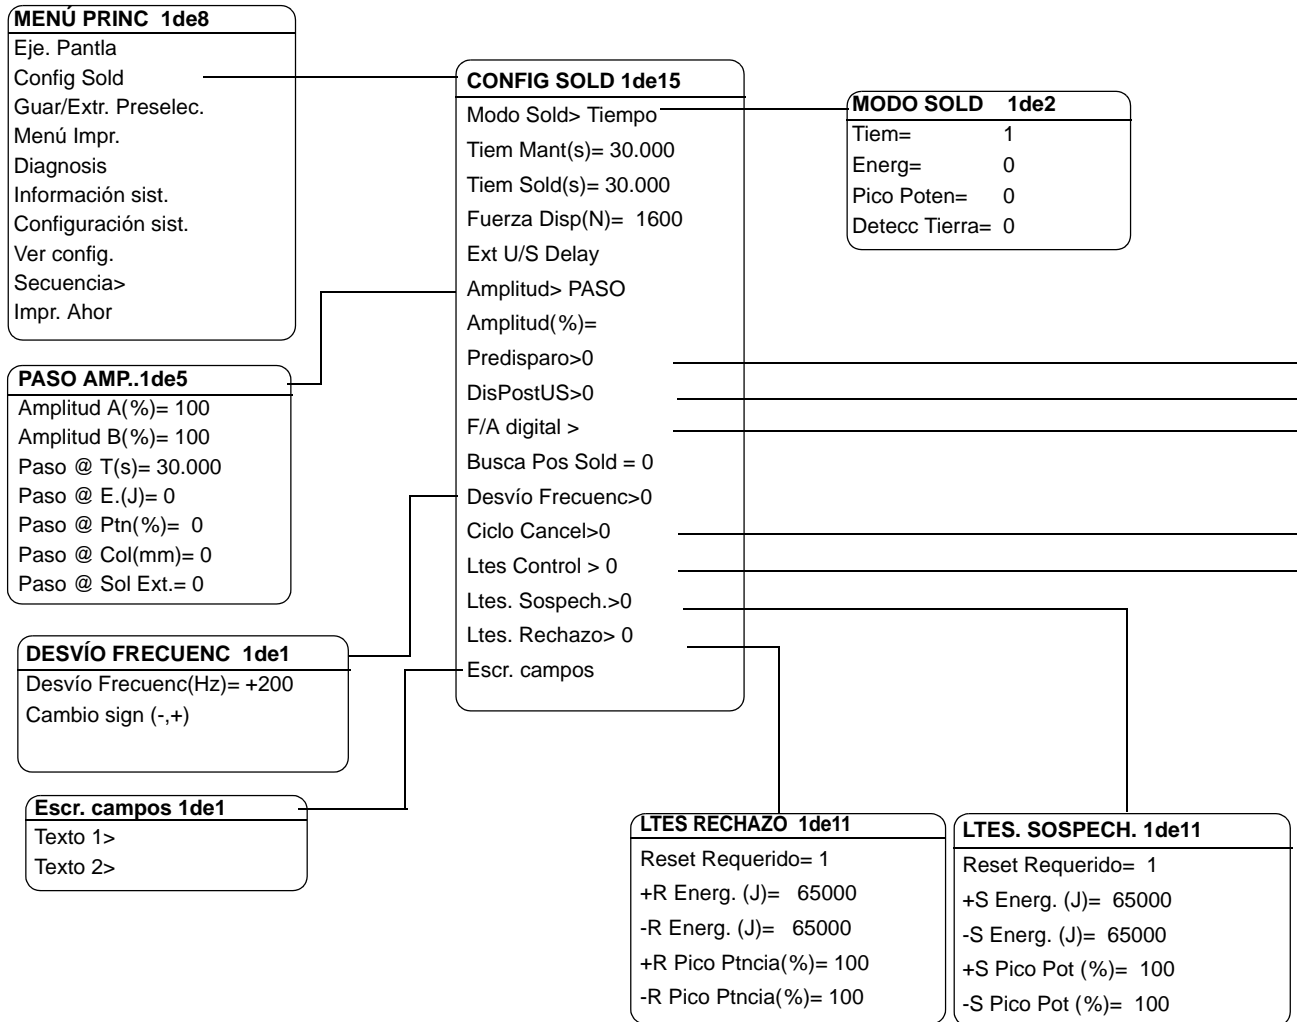 MENÚ PRINC 1de8
Eje. Pantla
Config Sold
Guar/Extr. Preselec.
Menú Impr.
Diagnosis
Información sist.
Configuración sist.
Ver config.
Secuencia>
Impr. Ahor
CONFIG SOLD 1de15
Modo Sold> Tiempo
Tiem Mant(s)= 30.000
Tiem Sold(s)= 30.000
Fuerza Disp(N)= 1600
Ext U/S Delay
Amplitud> PASO
Amplitud(%)=
Predisparo>0
DisPostUS>0
F/A digital >
Busca Pos Sold = 0
Desvío Frecuenc>0
Ciclo Cancel>0
Ltes Control > 0
Ltes. Sospech.>0
Ltes. Rechazo> 0
Escr. campos
MODO SOLD 1de2
Tiem= 1
Energ= 0
Pico Poten= 0
Detecc Tierra= 0
PASO AMP..1de5
Amplitud A(%)= 100
Amplitud B(%)= 100
Paso @ T(s)= 30.000
Paso @ E.(J)= 0
Paso @ Ptn(%)= 0
Paso @ Col(mm)= 0
Paso @ Sol Ext.= 0
DESVÍO FRECUENC 1de1
Desvío Frecuenc(Hz)= +200
Cambio sign (-,+)
Escr. campos 1de1
Texto 1>
Texto 2>
LTES RECHAZO 1de11
Reset Requerido= 1
+R Energ. (J)= 65000
-R Energ. (J)= 65000
+R Pico Ptncia(%)= 100
-R Pico Ptncia(%)= 100
LTES. SOSPECH. 1de11
Reset Requerido= 1
+S Energ. (J)= 65000
-S Energ. (J)= 65000
+S Pico Pot (%)= 100
-S Pico Pot (%)= 100